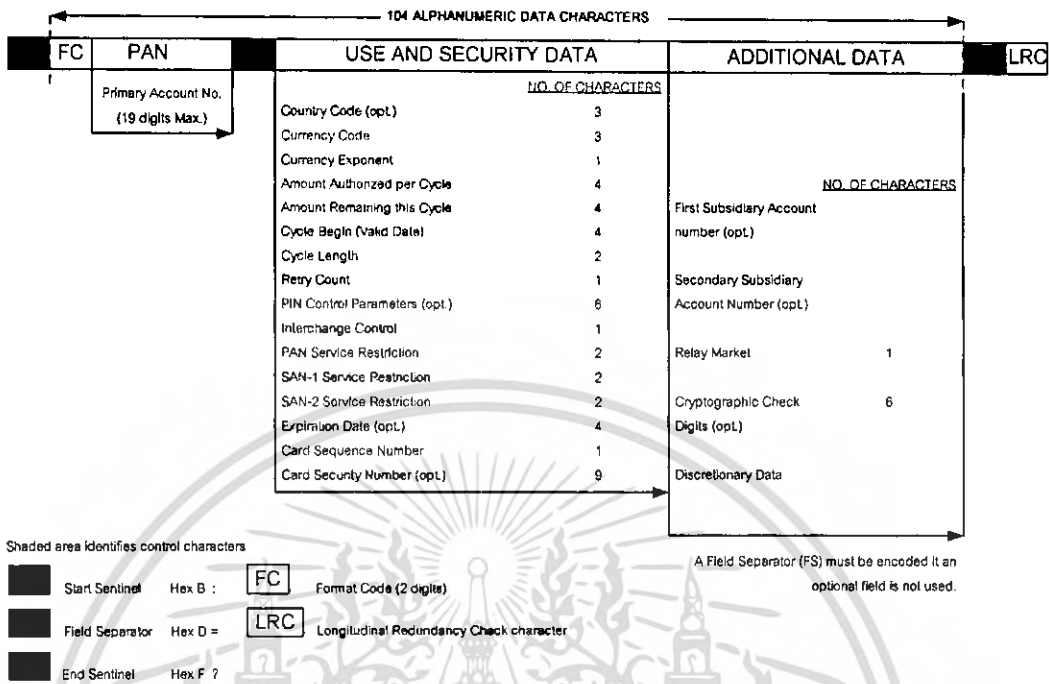 104 ALPHANUMERIC DATA CHARACTERS
FC PAN USE AND SECURITY DATA ADDITIONAL DATA LRC
Primary Account No.
(19 digits Max.)
NO. OF CHARACTERS
Country Code (opt.) 3
Currency Code 3
Currency Exponent 1
Amount Authorized per Cycle 4
Amount Remaining this Cycle 4
Cycle Begin (Valid Date) 4
Cycle Length 2
Retry Count 1
PIN Control Parameters (opt.) 6
Interchange Control 1
PAN Service Restriction 2
SAN-1 Service Restriction 2
SAN-2 Service Restriction 2
Expiration Date (opt.) 4
Card Sequence Number 1
Card Security Number (opt.) 9
NO. OF CHARACTERS
First Subsidiary Account
number (opt.)
Secondary Subsidiary
Account Number (opt.)
Relay Market 1
Cryptographic Check 6
Digits (opt.)
Discretionary Data
A Field Separator (FS) must be encoded it an
optional field is not used.
Shaded area identifies control characters
Start Sentinel Hex B : FC Format Code (2 digits)
Field Separator Hex D = LRC Longitudinal Redundancy Check character
End Sentinel Hex F ?